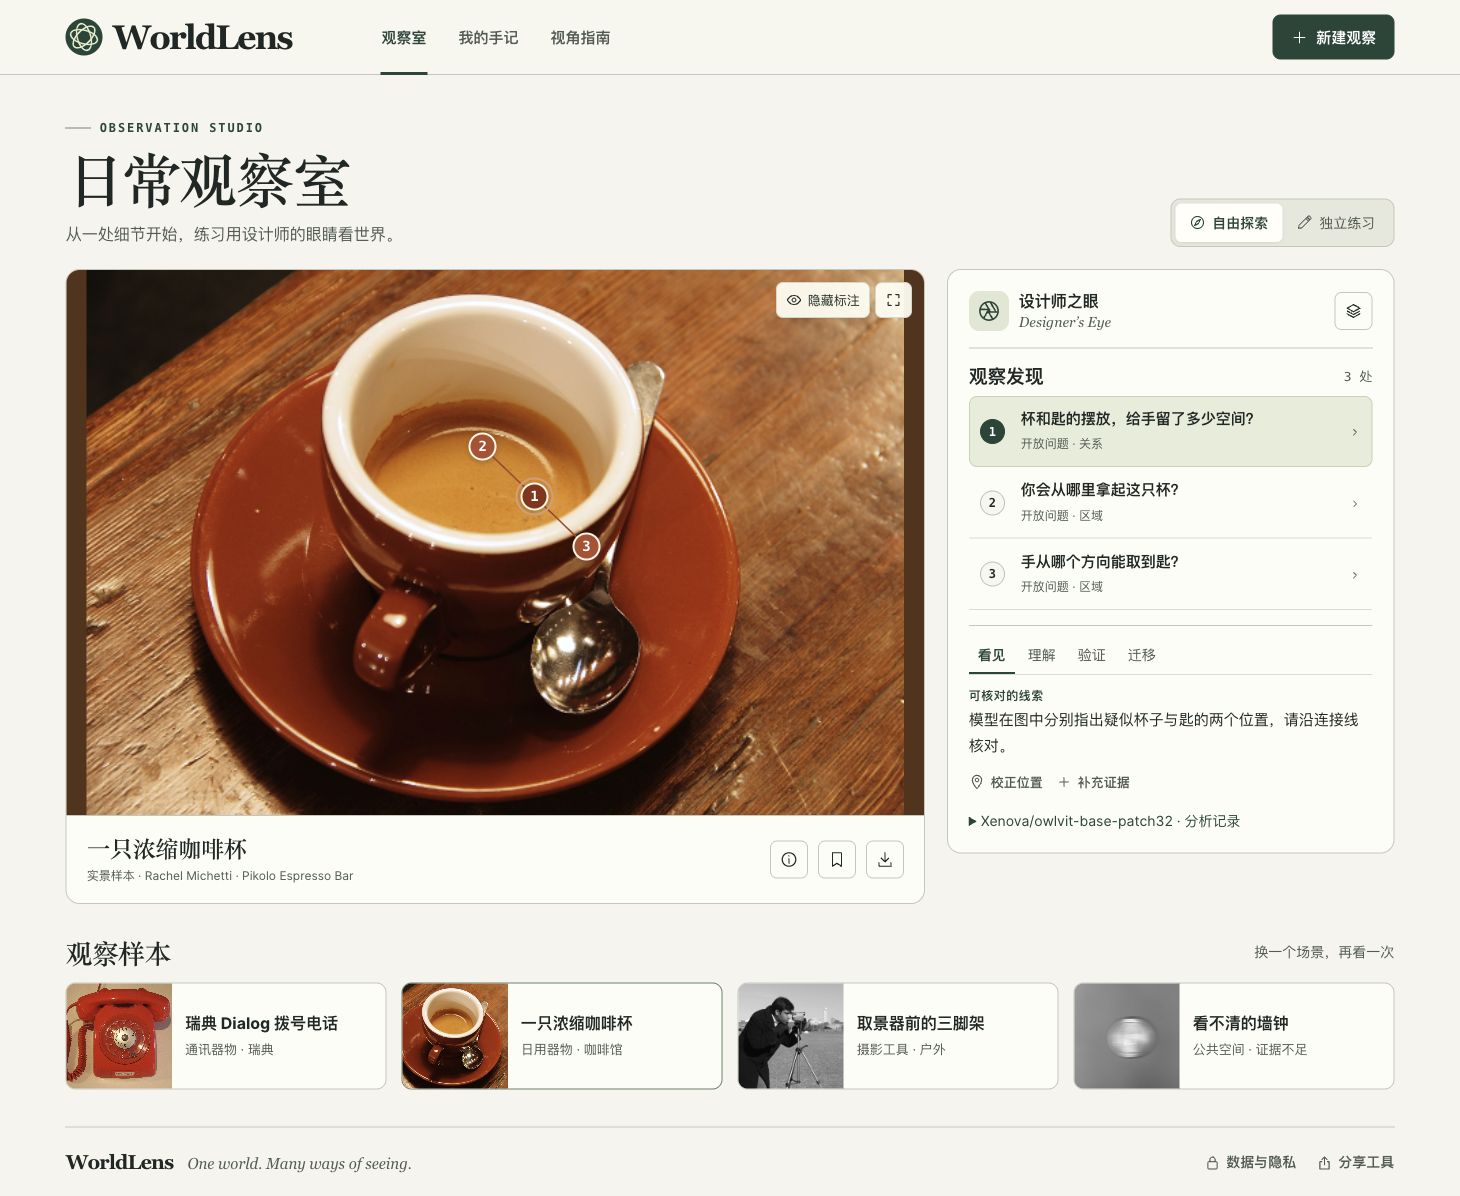 WorldLens
观察室
我的手记
视角指南
新建观察
OBSERVATION STUDIO
日常观察室
从一处细节开始，练习用设计师的眼睛看世界。
自由探索
独立练习
隐藏标注
2
1
3
一只浓缩咖啡杯
实景样本 · Rachel Michetti · Pikolo Espresso Bar
设计师之眼
Designer's Eye
观察发现
3 处
1
杯和匙的摆放，给手留了多少空间？
开放问题 · 关系
2
你会从哪里拿起这只杯？
开放问题 · 区域
3
手从哪个方向能取到匙？
开放问题 · 区域
看见
理解
验证
迁移
可核对的线索
模型在图中分别指出疑似杯子与匙的两个位置，请沿连接线
核对。
校正位置
补充证据
Xenova/owlvit-base-patch32 · 分析记录
观察样本
换一个场景，再看一次
瑞典 Dialog 拨号电话
通讯器物 · 瑞典
一只浓缩咖啡杯
日用器物 · 咖啡馆
取景器前的三脚架
摄影工具 · 户外
看不清的墙钟
公共空间 · 证据不足
WorldLens
One world. Many ways of seeing.
数据与隐私
分享工具